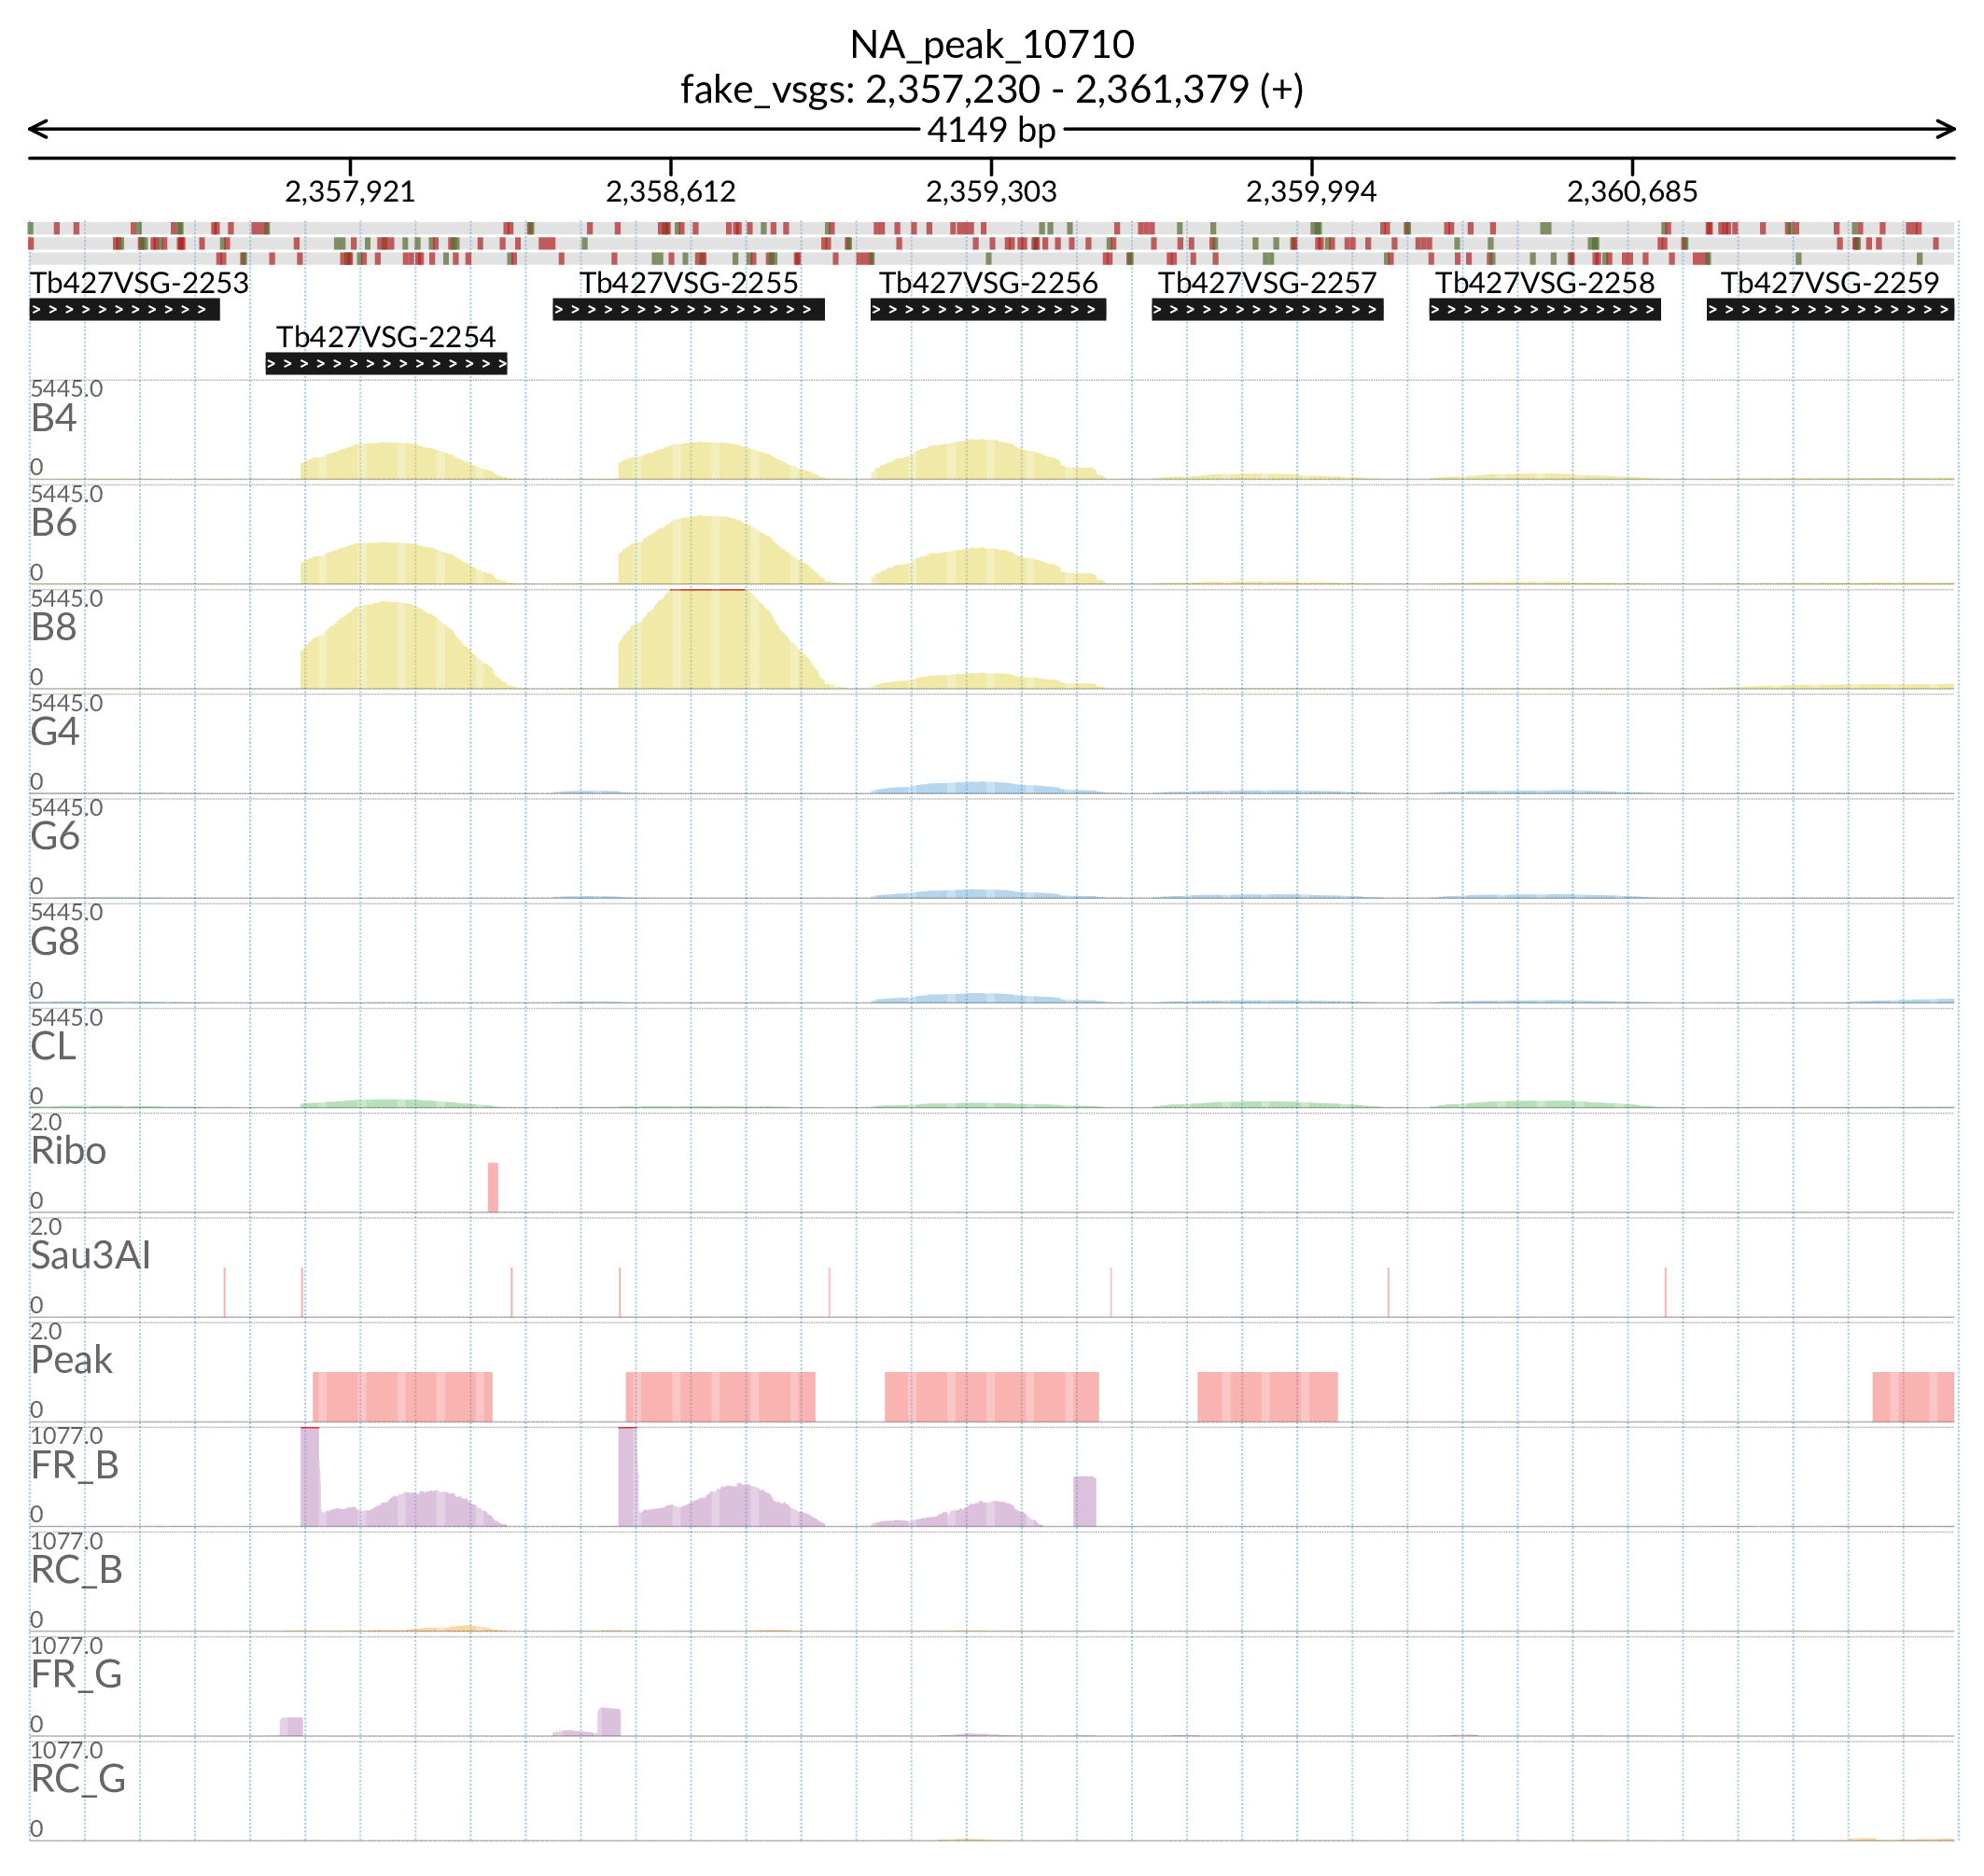 NA_peak_10710
fake_vsgs: 2,357,230 - 2,361,379 (+)
4149 bp
2,357,921 2,358,612 2,359,303 2,359,994 2,360,685
Tb427VSG-2253 Tb427VSG-2255 Tb427VSG-2256 Tb427VSG-2257 Tb427VSG-2258 Tb427VSG-2259
Tb427VSG-2254
5445.0
B4
0
5445.0
B6
0
5445.0
B8
0
5445.0
G4
0
5445.0
G6
0
5445.0
G8
0
5445.0
CL
0
2.0
Ribo
0
2.0
Sau3AI
0
2.0
Peak
0
1077.0
FR_B
0
1077.0
RC_B
0
1077.0
FR_G
0
1077.0
RC_G
0